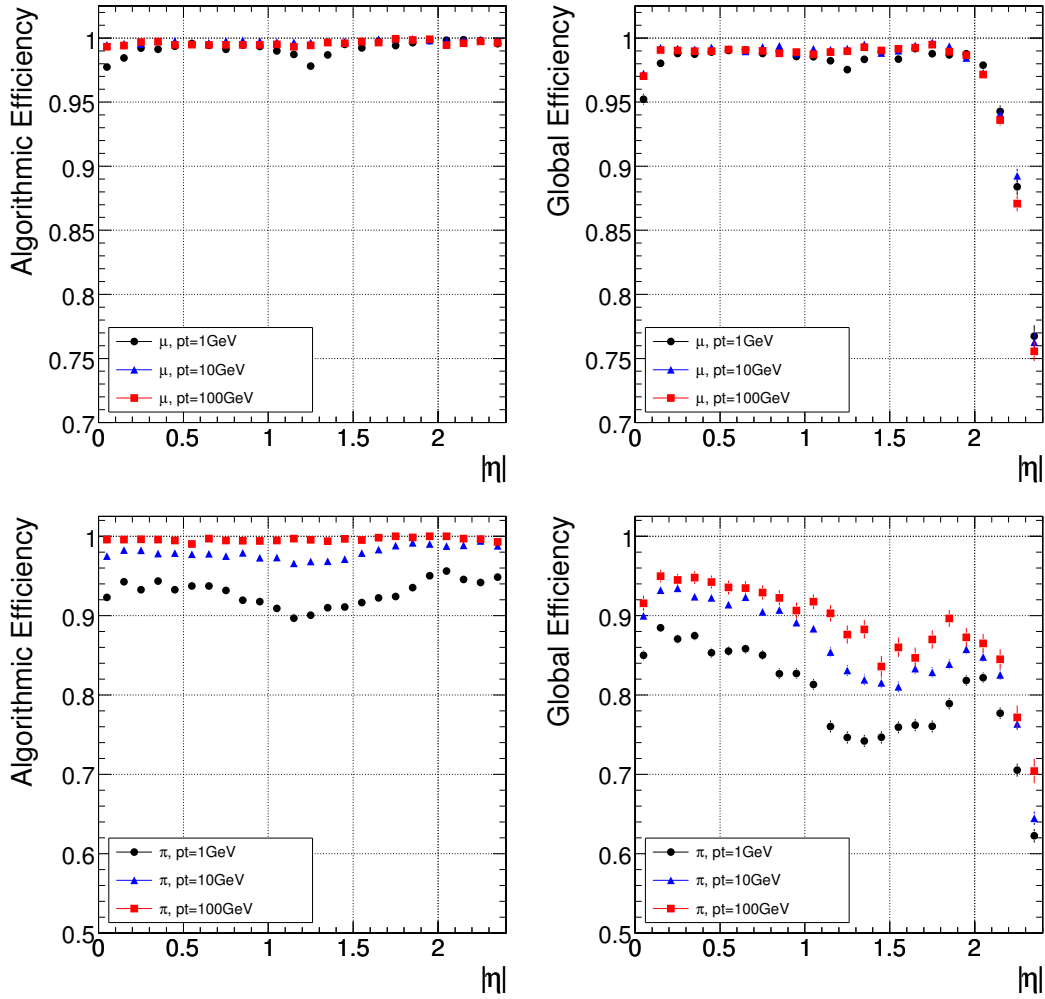 Algorithmic Efficiency
1
0.95
0.9
0.85
0.8
0.75
0.7
μ, pt=1GeV
μ, pt=10GeV
μ, pt=100GeV
0 0.5 1 1.5 2
|η|
Global Efficiency
1
0.95
0.9
0.85
0.8
0.75
0.7
μ, pt=1GeV
μ, pt=10GeV
μ, pt=100GeV
0 0.5 1 1.5 2
|η|
Algorithmic Efficiency
1
0.9
0.8
0.7
0.6
0.5
π, pt=1GeV
π, pt=10GeV
π, pt=100GeV
0 0.5 1 1.5 2
|η|
Global Efficiency
1
0.9
0.8
0.7
0.6
0.5
π, pt=1GeV
π, pt=10GeV
π, pt=100GeV
0 0.5 1 1.5 2
|η|